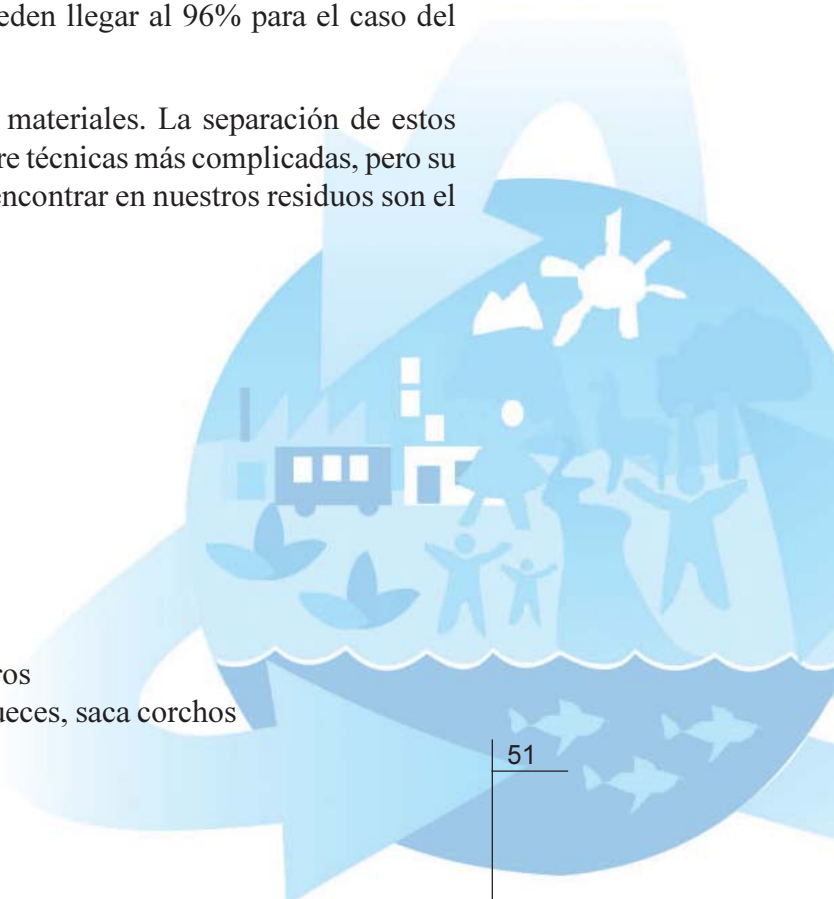 eden llegar al 96% para el caso del
materiales. La separación de estos
re técnicas más complicadas, pero su
encontrar en nuestros residuos son el
ros
ueces, saca corchos
51